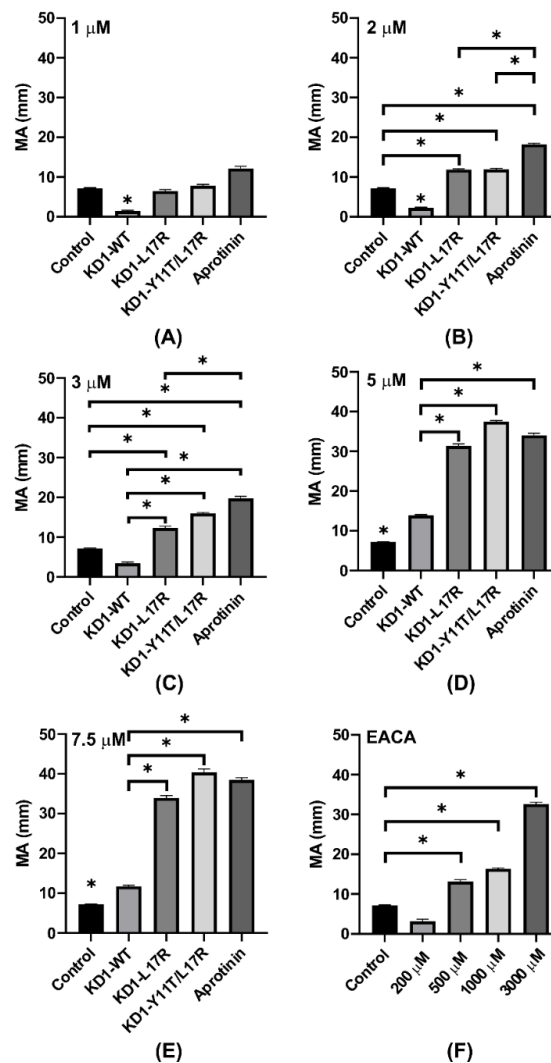 1 μM
MA (mm)
50
40
30
20
10
0
*
Control
KD1-WT
KD1-L17R
KD1-Y11T/L17R
Aprotinin
(A)
2 μM
MA (mm)
50
40
30
20
10
0
*
*
*
*
*
*
Control
KD1-WT
KD1-L17R
KD1-Y11T/L17R
Aprotinin
(B)
3 μM
MA (mm)
50
40
30
20
10
0
*
*
*
*
*
*
*
Control
KD1-WT
KD1-L17R
KD1-Y11T/L17R
Aprotinin
(C)
5 μM
MA (mm)
50
40
30
20
10
0
*
*
*
*
Control
KD1-WT
KD1-L17R
KD1-Y11T/L17R
Aprotinin
(D)
7.5 μM
MA (mm)
50
40
30
20
10
0
*
*
*
*
Control
KD1-WT
KD1-L17R
KD1-Y11T/L17R
Aprotinin
(E)
EACA
MA (mm)
50
40
30
20
10
0
*
*
*
Control
200 μM
500 μM
1000 μM
3000 μM
(F)